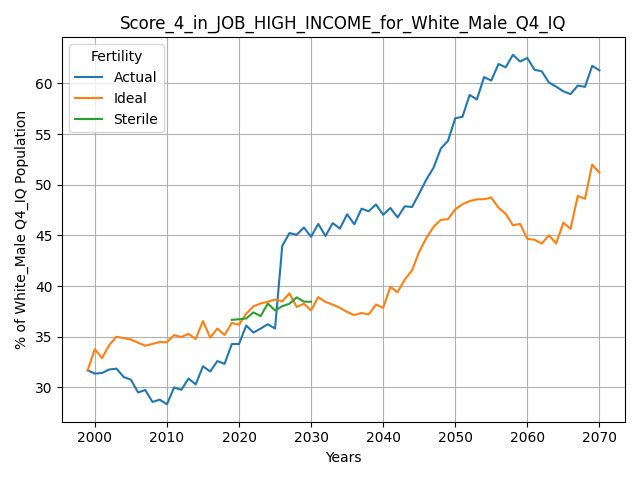 Score_4_in_JOB_HIGH_INCOME_for_White_Male_Q4_IQ
Fertility
Actual
Ideal
Sterile
% of White_Male Q4_IQ Population
60
55
50
45
40
35
30
2000 2010 2020 2030 2040 2050 2060 2070
Years